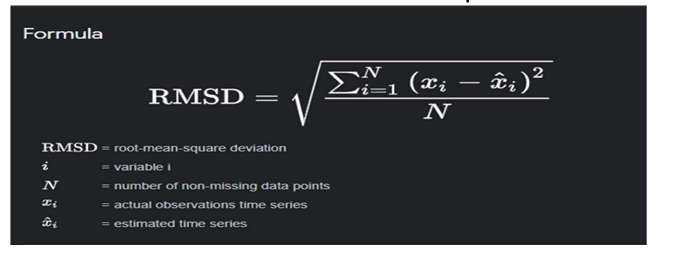 Formula
RMSD = √(∑_{i=1}^{N} (x_i − x̂_i)² / N)
RMSD = root-mean-square deviation
i = variable i
N = number of non-missing data points
x_i = actual observations time series
x̂_i = estimated time series